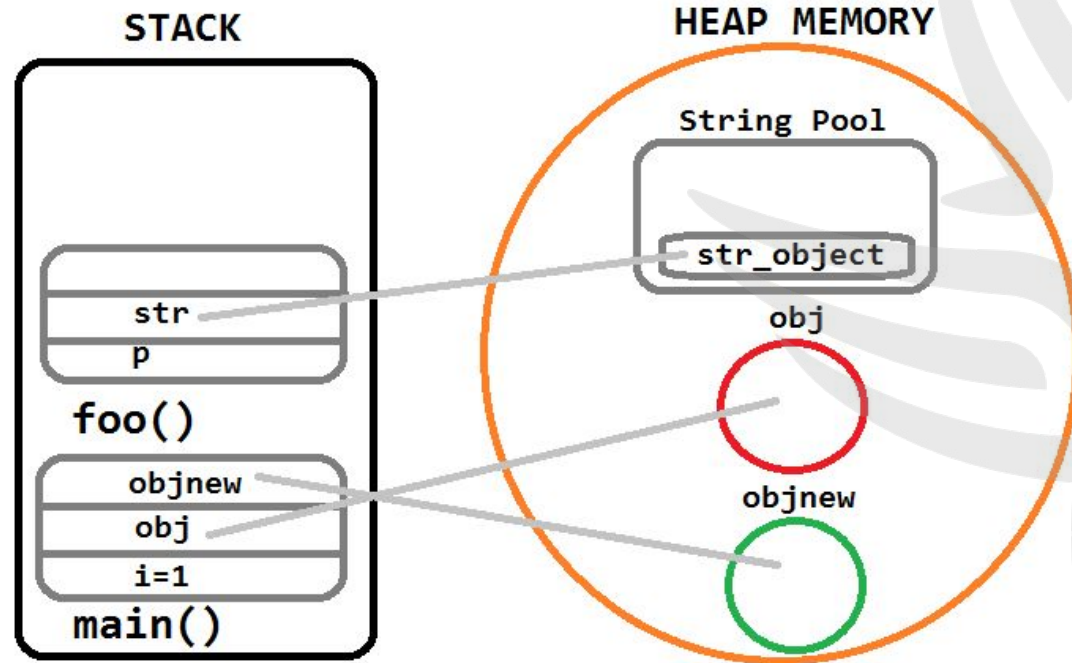 STACK
HEAP MEMORY
String Pool
str_object
str
p
foo()
obj
objnew
obj
i=1
main()
objnew